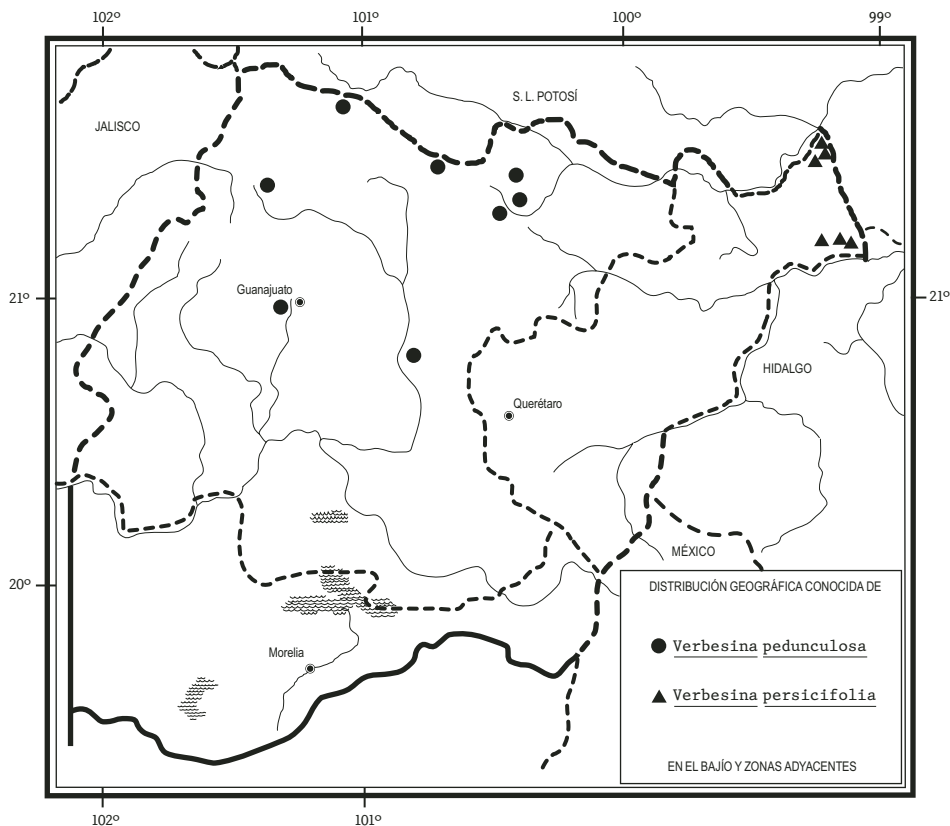 102º 101º 100º 99º
S. L. POTOSÍ
JALISCO
Guanajuato
21º 21º
HIDALGO
Querétaro
MÉXICO
20º
DISTRIBUCIÓN GEOGRÁFICA CONOCIDA DE
Verbesina pedunculosa
Morelia
Verbesina persicifolia
EN EL BAJÍO Y ZONAS ADYACENTES
102º 101º